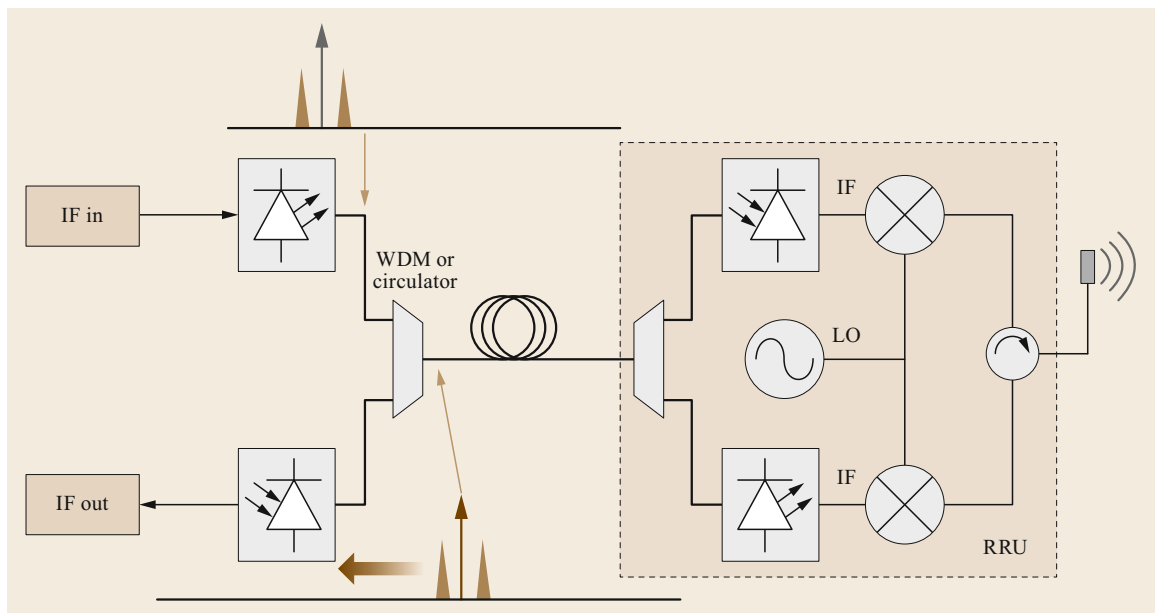 IF in
WDM or
circulator
IF
LO
IF
IF out
RRU